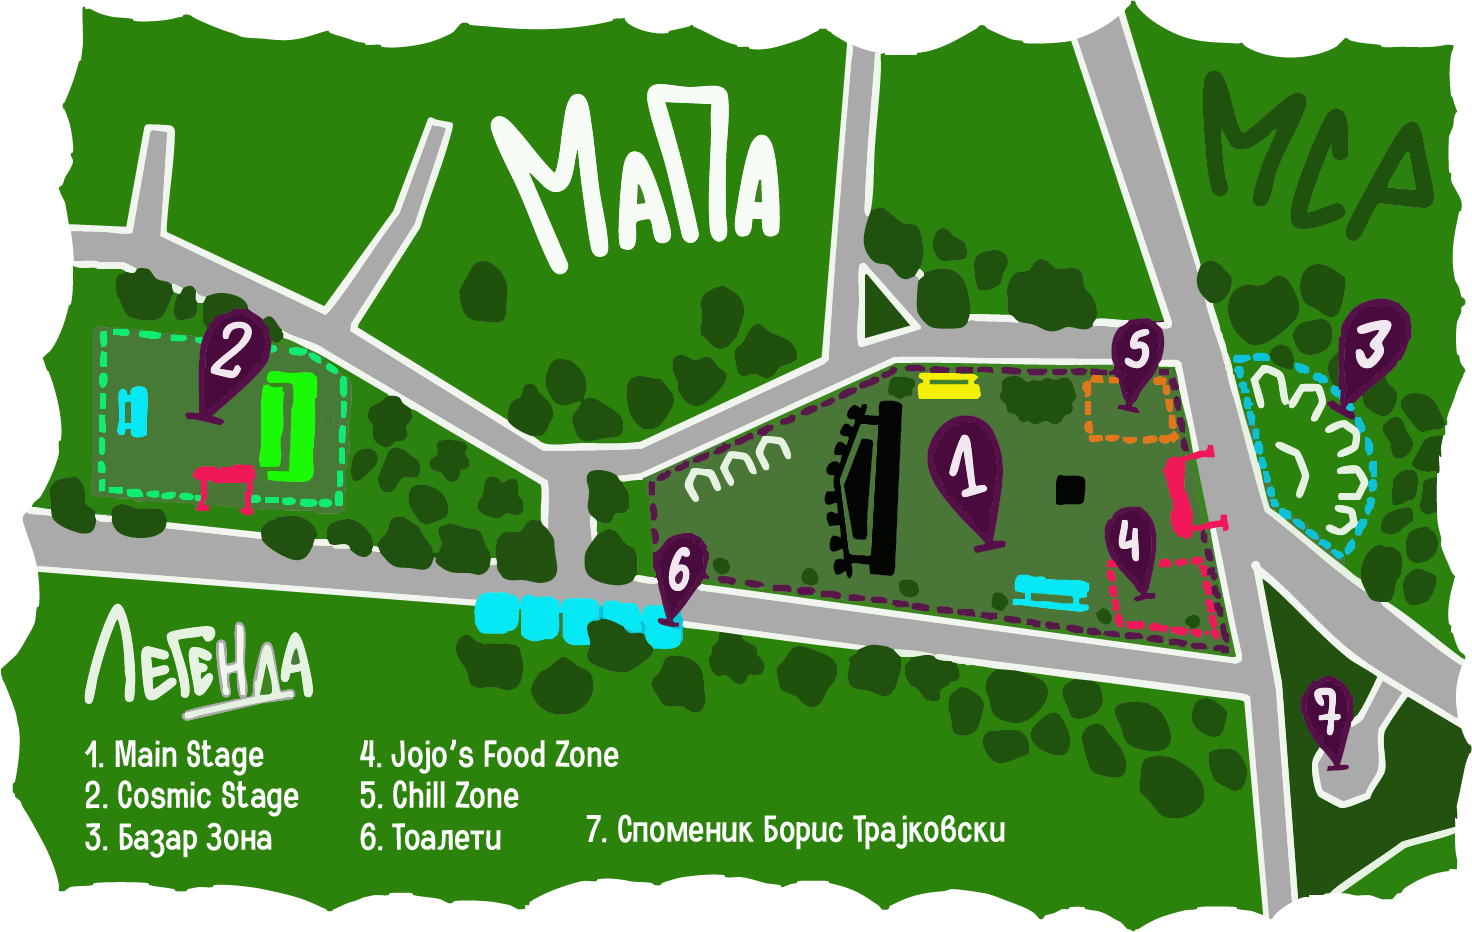 МаПа
МСА
2
5
3
1
4
6
7
ЛеГеНДА
1. Main Stage
2. Cosmic Stage
3. Базар Зона
4. Jojo's Food Zone
5. Chill Zone
6. Тоалети
7. Споменик Борис Трајковски